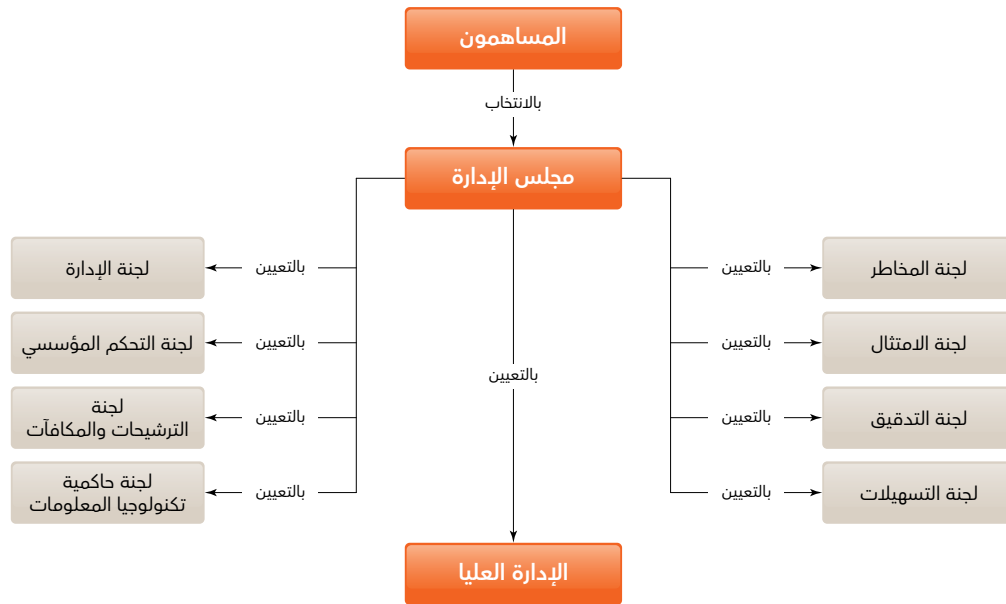 المساهمون
بالانتخاب
مجلس الإدارة
لجنة المخاطر
بالتعيين
بالتعيين
لجنة الإدارة
لجنة الامتثال
بالتعيين
بالتعيين
لجنة التحكم المؤسسي
بالتعيين
لجنة التدقيق
بالتعيين
بالتعيين
لجنة
الترشيحات والمكافآت
لجنة التسهيلات
بالتعيين
بالتعيين
لجنة حاكمية
تكنولوجيا المعلومات
الإدارة العليا